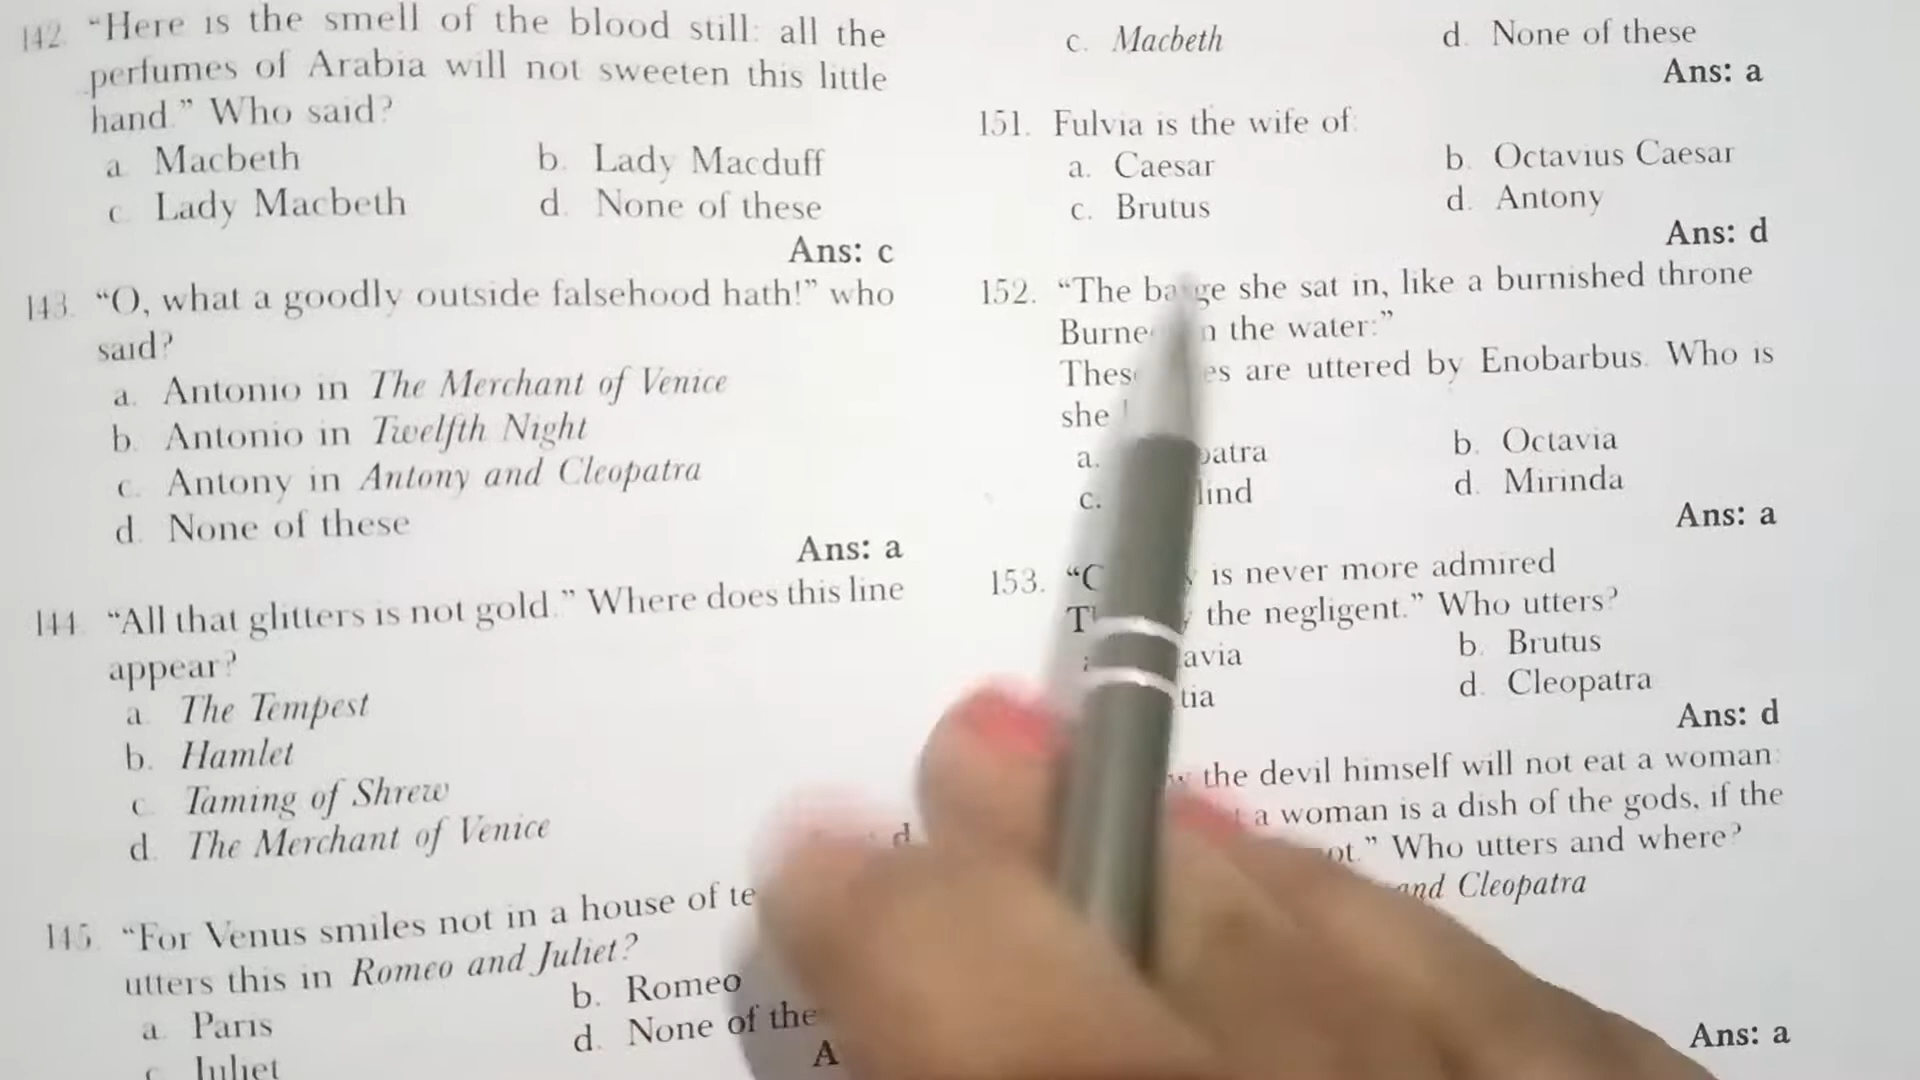 142. “Here is the smell of the blood still: all the
perfumes of Arabia will not sweeten this little
hand.” Who said?
a. Macbeth b. Lady Macduff
c. Lady Macbeth d. None of these
Ans: c
143. “O, what a goodly outside falsehood hath!” who
said?
a. Antonio in The Merchant of Venice
b. Antonio in Twelfth Night
c. Antony in Antony and Cleopatra
d. None of these
Ans: a
144. “All that glitters is not gold.” Where does this line
appear?
a. The Tempest
b. Hamlet
c. Taming of Shrew
d. The Merchant of Venice
d
145. “For Venus smiles not in a house of te
utters this in Romeo and Juliet?
a. Paris b. Romeo
c. Juliet d. None of the
A
c. Macbeth d. None of these
Ans: a
151. Fulvia is the wife of:
a. Caesar b. Octavius Caesar
c. Brutus d. Antony
Ans: d
152. “The barge she sat in, like a burnished throne
Burne n the water:”
Thes es are uttered by Enobarbus. Who is
she
a. patra b. Octavia
c. lind d. Mirinda
Ans: a
153. “C is never more admired
T the negligent.” Who utters?
avia b. Brutus
tia d. Cleopatra
Ans: d
the devil himself will not eat a woman:
a woman is a dish of the gods, if the
ot.” Who utters and where?
and Cleopatra
Ans: a